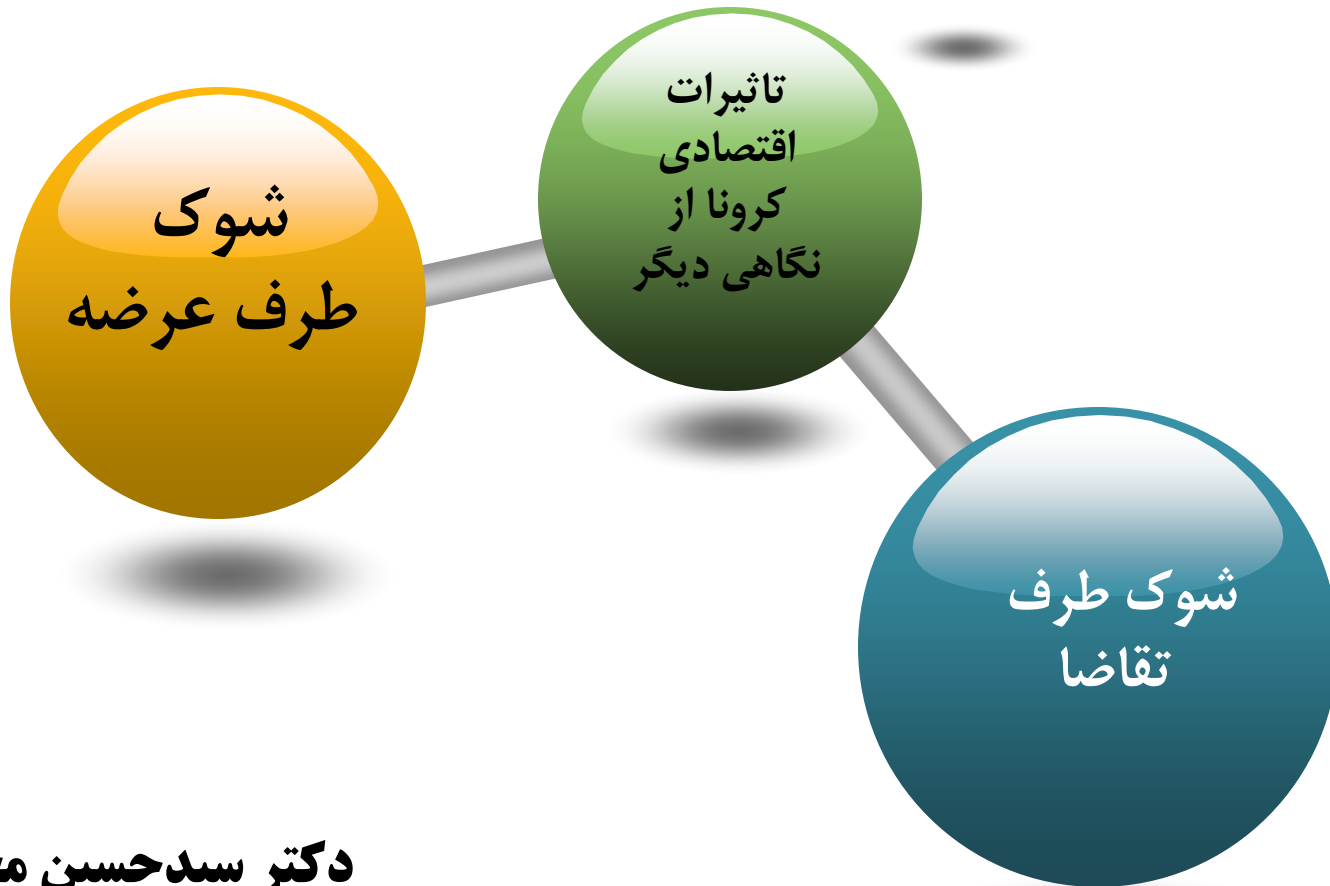 تاثیرات
اقتصادی
کرونا از
نگاهی دیگر
شوک
طرف عرضه
شوک طرف
تقاضا
دکتر سیدحسین